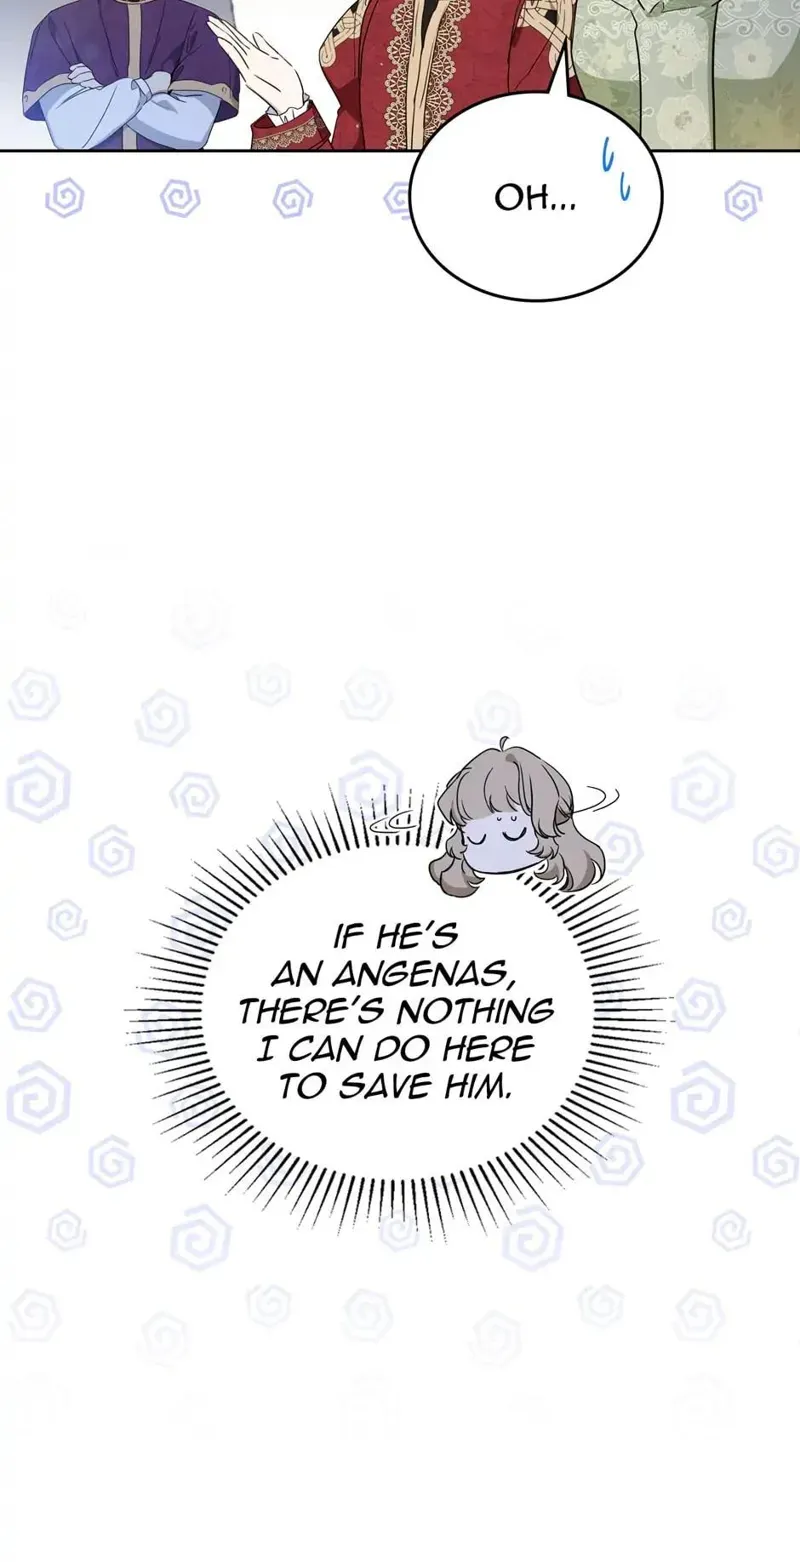 OH...
IF HE'S
AN ANGENAS,
THERE'S NOTHING
I CAN DO HERE
TO SAVE HIM.